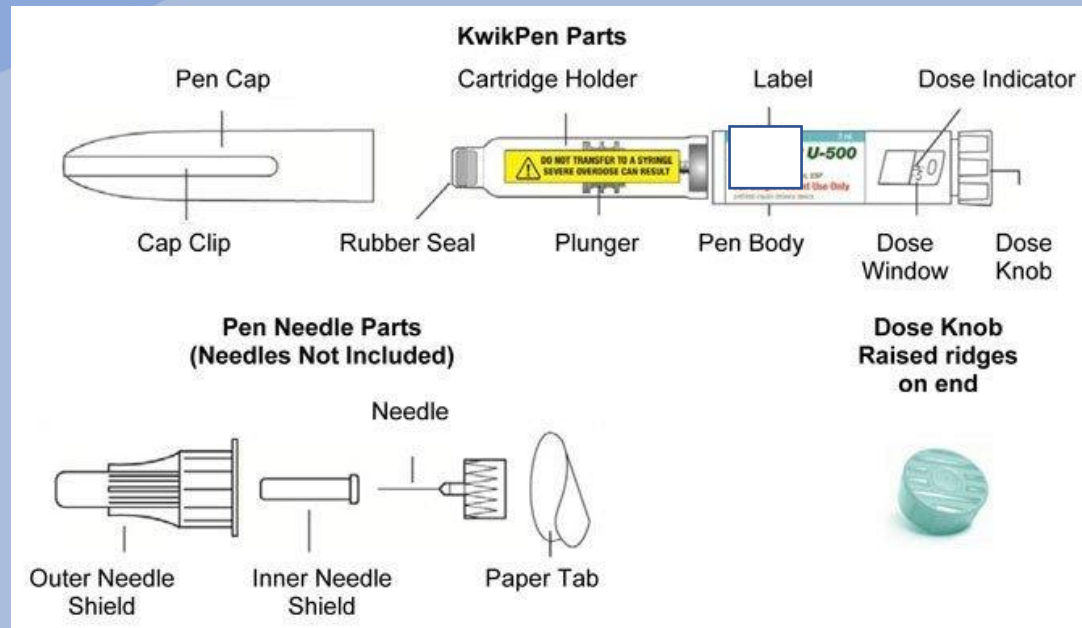 KwikPen Parts
Pen Cap
Cartridge Holder
Label
Dose Indicator
DO NOT TRANSFER TO A SYRINGE
SEVERE OVERDOSE CAN RESULT
U-500
Use Only
Cap Clip
Rubber Seal
Plunger
Pen Body
Dose
Window
Dose
Knob
Pen Needle Parts
(Needles Not Included)
Dose Knob
Raised ridges
on end
Needle
Outer Needle
Shield
Inner Needle
Shield
Paper Tab